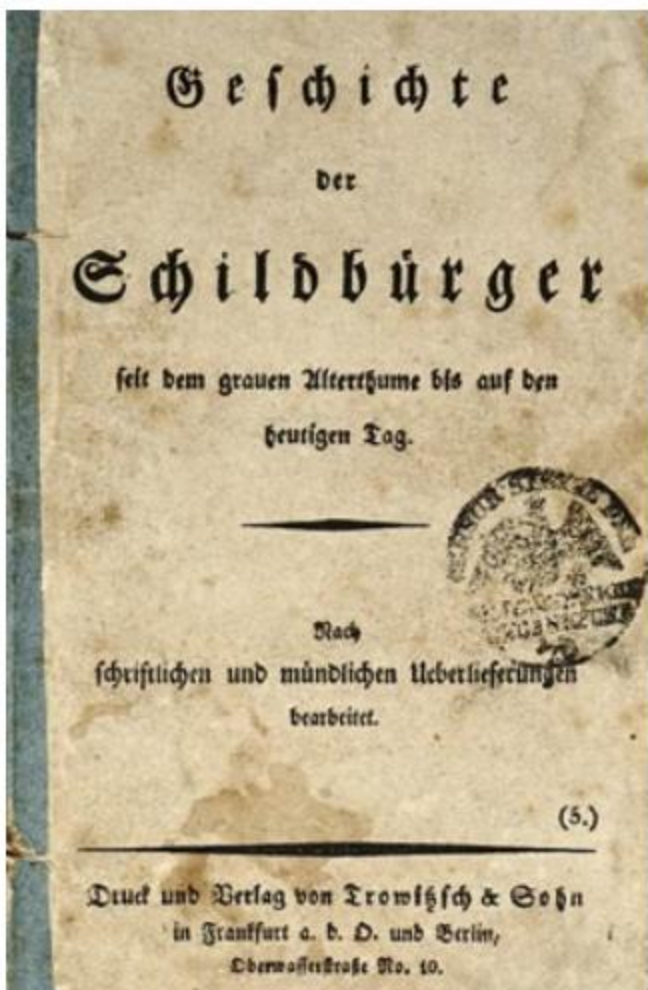 Geschichte
der
Schildbürger
seit dem grauen Alterthume bis auf den
heutigen Tag.
Nach
schriftlichen und mündlichen Ueberlieferungen
bearbeitet.
(5.)
Druck und Verlag von Trowitzsch & Sohn
in Frankfurt a. d. O. und Berlin,
Oberwasserstraße No. 10.